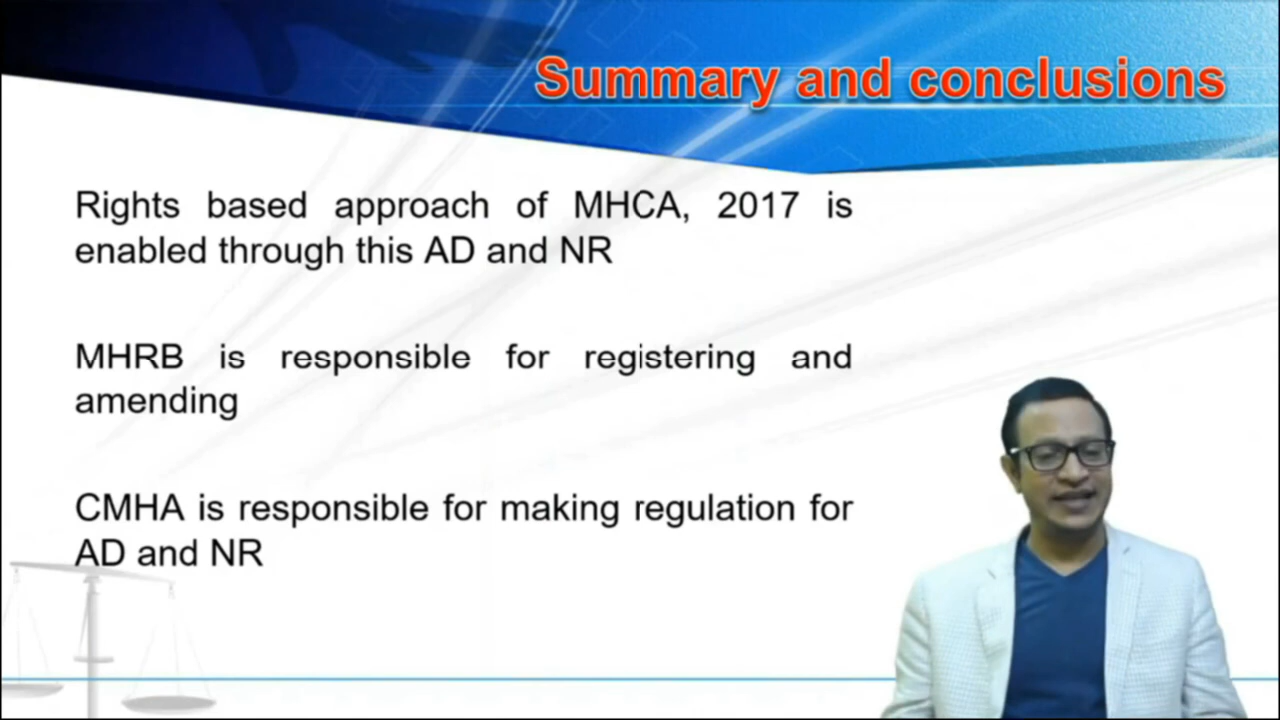 Summary and conclusions
Rights based approach of MHCA, 2017 is
enabled through this AD and NR
MHRB is responsible for registering and
amending
CMHA is responsible for making regulation for
AD and NR